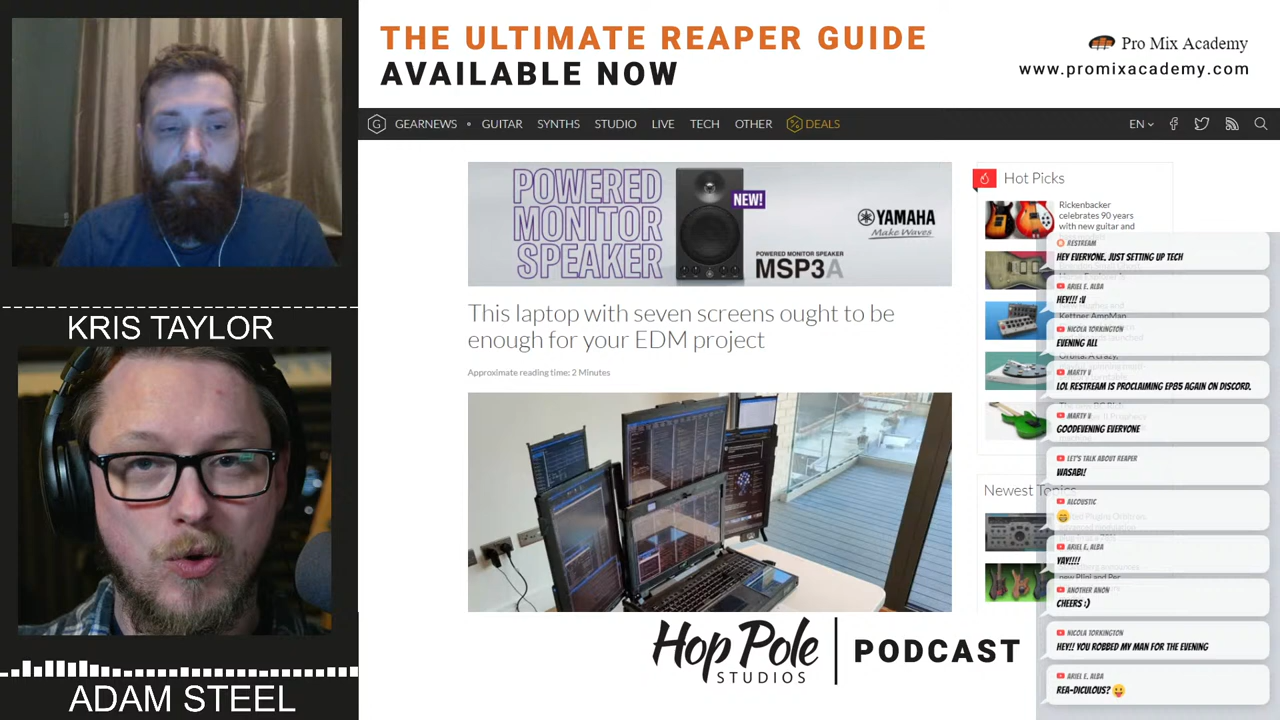 KRIS TAYLOR
ADAM STEEL
THE ULTIMATE REAPER GUIDE
AVAILABLE NOW
Pro Mix Academy
www.promixacademy.com
G GEARNEWS • GUITAR SYNTHS STUDIO LIVE TECH OTHER DEALS EN
POWERED
MONITOR
SPEAKER
NEW!
YAMAHA
Make Waves
POWERED MONITOR SPEAKER
MSP3A
This laptop with seven screens ought to be
enough for your EDM project
Approximate reading time: 2 Minutes
Hot Picks
Rickenbacker
celebrates 90 years
with new guitar and
Newest Topics
RESTREAM
HEY EVERYONE, JUST SETTING UP TECH
ARIEL E. ALBA
HEY!!! :V
NICOLA TORKINGTON
EVENING ALL
MARTY V
LOL RESTREAM IS PROCLAIMING EP85 AGAIN ON DISCORD.
MARTY V
GOODEVENING EVERYONE
LET'S TALK ABOUT REAPER
WASABI!
ALCOUSTIC
😁
ARIEL E. ALBA
YAY!!!!
ANOTHER ANON
CHEERS :)
NICOLA TORKINGTON
HEY!! YOU ROBBED MY MAN FOR THE EVENING
ARIEL E. ALBA
REA-DICULOUS? 😛
Hop Pole
STUDIOS
PODCAST